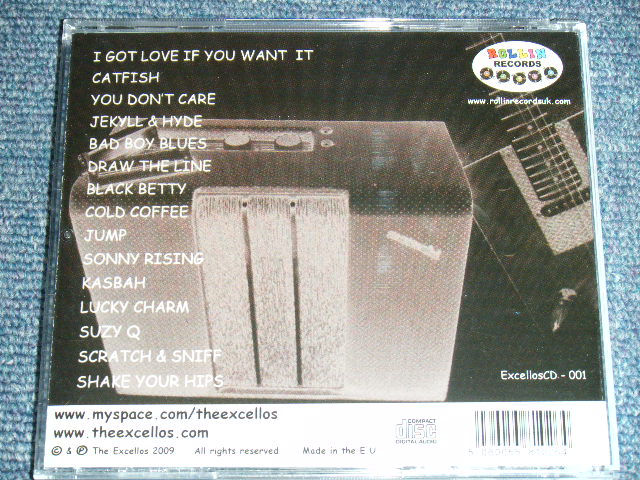 I GOT LOVE IF YOU WANT IT
CATFISH
YOU DON'T CARE
JEKYLL & HYDE
BAD BOY BLUES
DRAW THE LINE
BLACK BETTY
COLD COFFEE
JUMP
SONNY RISING
KASBAH
LUCKY CHARM
SUZY Q
SCRATCH & SNIFF
SHAKE YOUR HIPS
ROLLIN
RECORDS
www.rollinrecordsuk.com
ExcellosCD - 001
www.myspace.com/theexcellos
www.theexcellos.com
© & ℗ The Excellos 2009 All rights reserved Made in the E U
COMPACT
disc
DIGITAL AUDIO